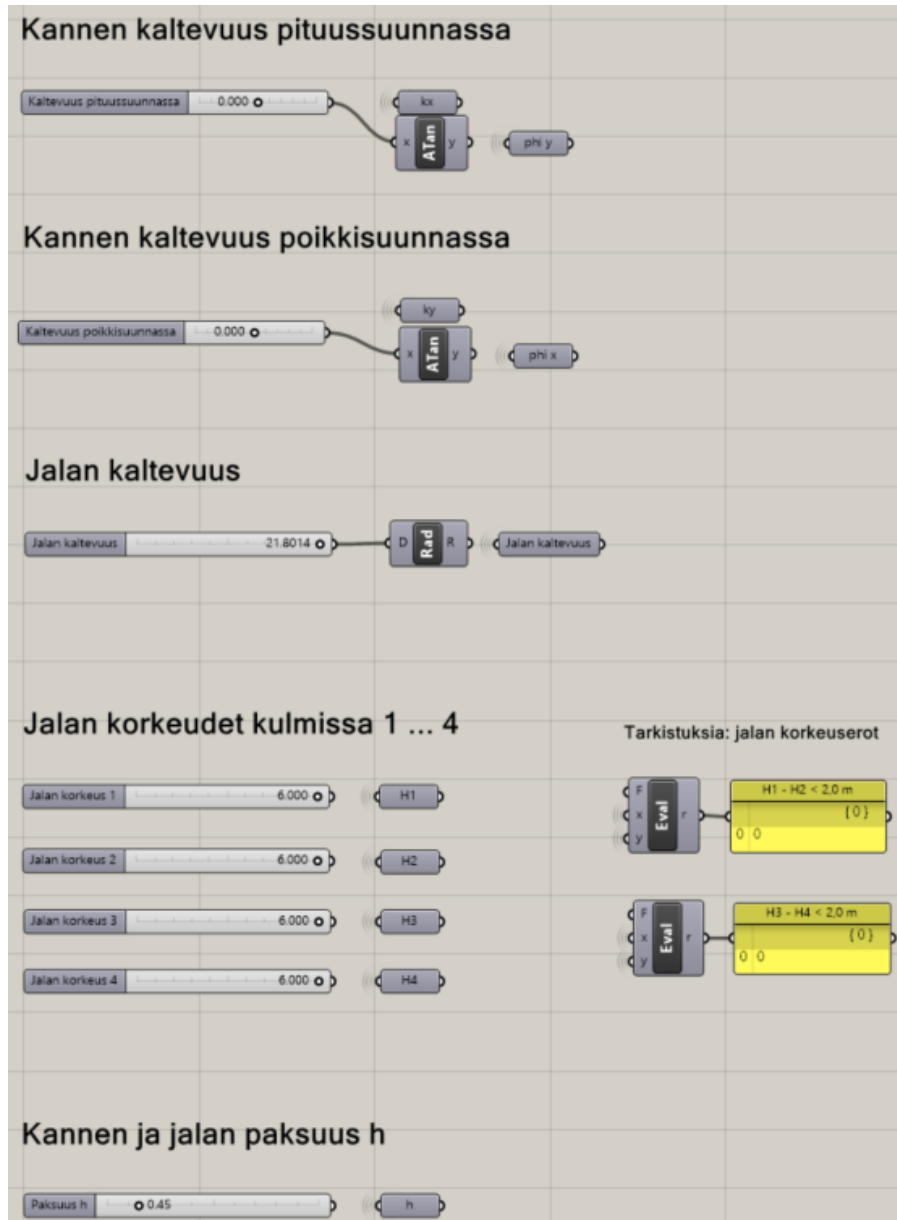 Kannen kaltevuus pituussuunnassa
Kaltevuus pituussuunnassa 0.000
kx
x ATan y
phi y
Kannen kaltevuus poikkisuunnassa
ky
Kaltevuus poikkisuunnassa 0.000
x ATan y
phi x
Jalan kaltevuus
Jalan kaltevuus 21.8014
D Rad R
Jalan kaltevuus
Jalan korkeudet kulmissa 1 ... 4
Tarkistuksia: jalan korkeuserot
Jalan korkeus 1 6.000
H1
F x y Eval r
H1 - H2 < 2,0 m
{0}
0 0
Jalan korkeus 2 6.000
H2
Jalan korkeus 3 6.000
H3
F x y Eval r
H3 - H4 < 2,0 m
{0}
0 0
Jalan korkeus 4 6.000
H4
Kannen ja jalan paksuus h
Paksuus h 0.45
h